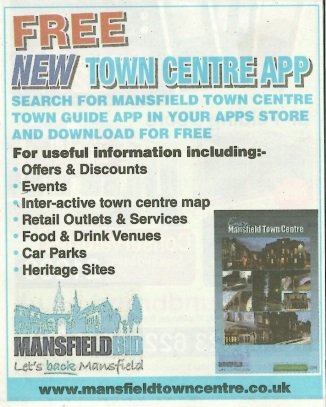 FREE
NEW TOWN CENTRE APP
SEARCH FOR MANSFIELD TOWN CENTRE
TOWN GUIDE APP IN YOUR APPS STORE
AND DOWNLOAD FOR FREE
For useful information including:-
• Offers & Discounts
• Events
• Inter-active town centre map
• Retail Outlets & Services
• Food & Drink Venues
• Car Parks
• Heritage Sites
Mansfield Town Centre
MANSFIELDBID
Let's back Mansfield
www.mansfieldtowncentre.co.uk